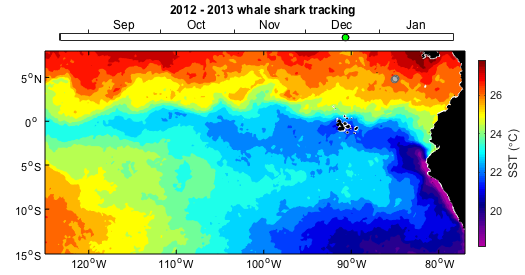 2012 - 2013 whale shark tracking
Sep Oct Nov Dec Jan
5°N
0°
5°S
10°S
15°S
120°W 110°W 100°W 90°W 80°W
26
24
22
20
SST (°C)